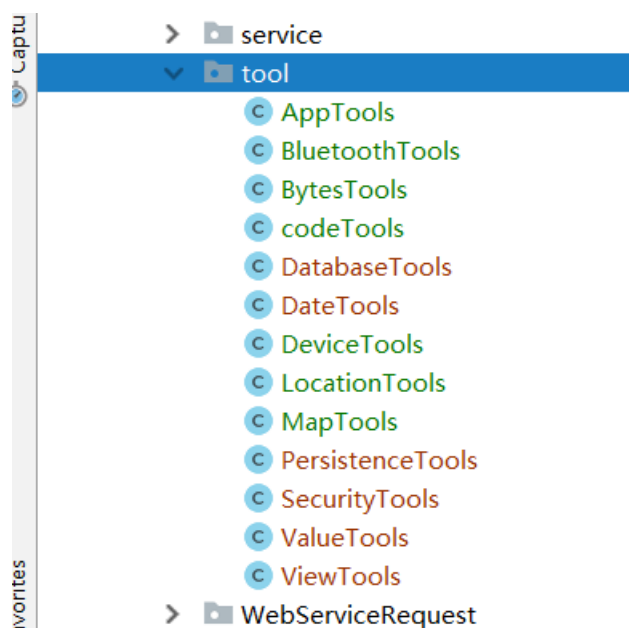 Captu
service
tool
C AppTools
C BluetoothTools
C BytesTools
C codeTools
C DatabaseTools
C DateTools
C DeviceTools
C LocationTools
C MapTools
C PersistenceTools
C SecurityTools
C ValueTools
C ViewTools
vorites
WebServiceRequest